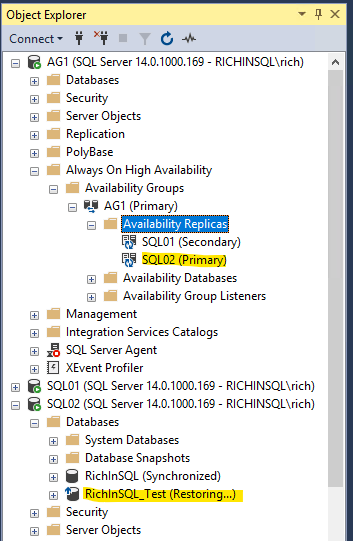 Object Explorer
Connect
AG1 (SQL Server 14.0.1000.169 - RICHINSQL\rich)
Databases
Security
Server Objects
Replication
PolyBase
Always On High Availability
Availability Groups
AG1 (Primary)
Availability Replicas
SQL01 (Secondary)
SQL02 (Primary)
Availability Databases
Availability Group Listeners
Management
Integration Services Catalogs
SQL Server Agent
XEvent Profiler
SQL01 (SQL Server 14.0.1000.169 - RICHINSQL\rich)
SQL02 (SQL Server 14.0.1000.169 - RICHINSQL\rich)
Databases
System Databases
Database Snapshots
RichInSQL (Synchronized)
RichInSQL_Test (Restoring...)
Security
Server Objects